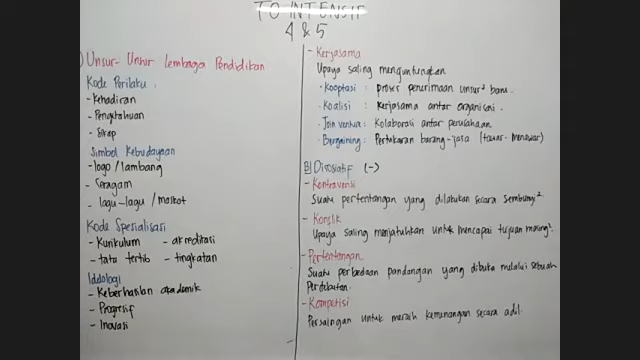 TO INTENSIF
4 & 5
) Unsur-Unsur Lembaga Pendidikan
Kode Perilaku :
- Kehadiran
- Pengetahuan
- Sikap
Simbol Kebudayaan
- logo / lambang
- Seragam
- lagu-lagu / maskot
Kode Spesialisasi
- Kurikulum - akreditasi
- tata tertib - tingkatan
Ideologi
- Keberhasilan akademik
- Progresif
- Inovasi
- Kerjasama
Upaya saling menguntungkan
• Kooptasi : proses penerimaan unsur² baru.
• Koalisi : Kerjasama antar organisasi.
• Join venture : Kolaborasi antar perusahaan
• Bergaining : Pertukaran barang-jasa (tawar-menawar)
B) Disosiatif (-)
- Kontravensi
Suatu pertentangan yang dilakukan secara sembunyi².
- Konflik
Upaya saling menjatuhkan untuk mencapai tujuan masing².
- Pertentangan
Suatu perbedaan pandangan yang dibuka melalui sebuah
Perdebatan.
- Kompetisi
Persaingan untuk meraih kemenangan secara adil.